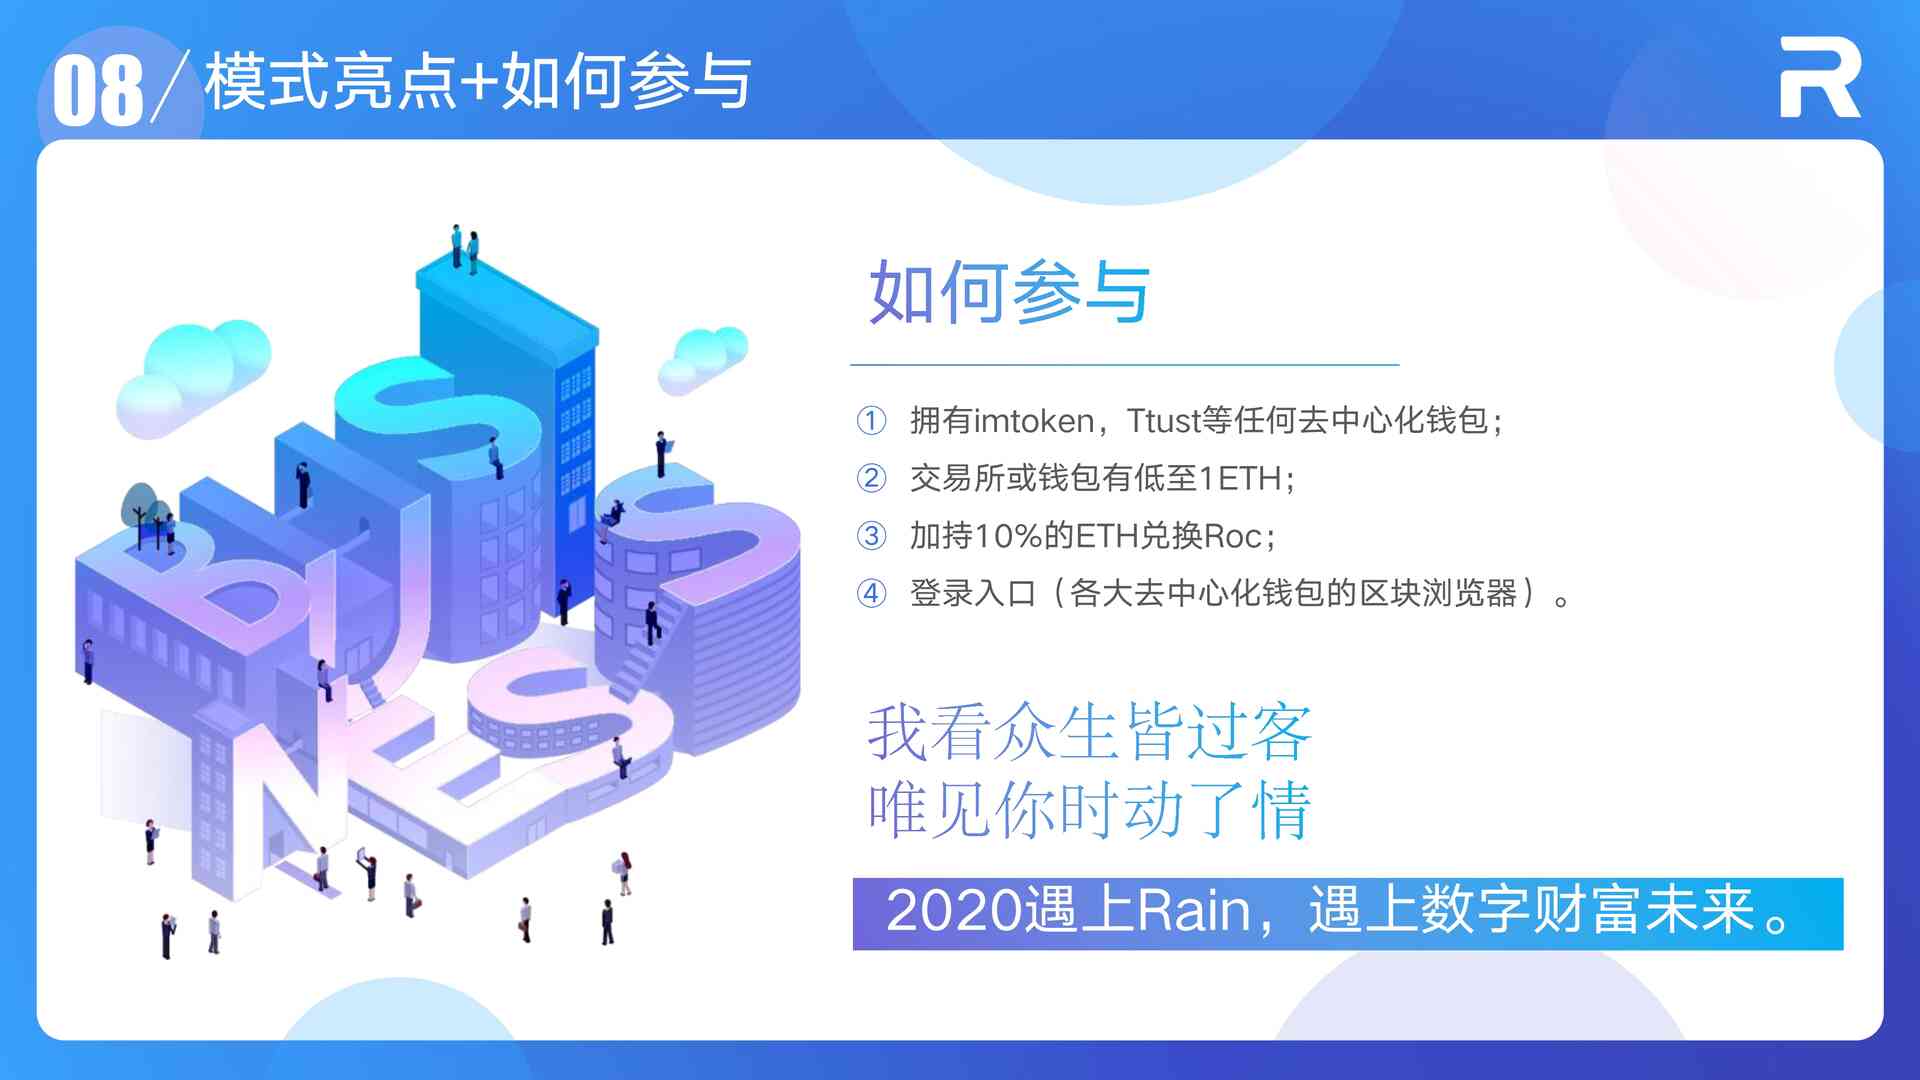 08/模式亮点+如何参与
R
BUSINESS
如何参与
① 拥有imtoken，Ttust等任何去中心化钱包；
② 交易所或钱包有低至1ETH；
③ 加持10%的ETH兑换Roc；
④ 登录入口（各大去中心化钱包的区块浏览器）。
我看众生皆过客
唯见你时动了情
2020遇上Rain，遇上数字财富未来。